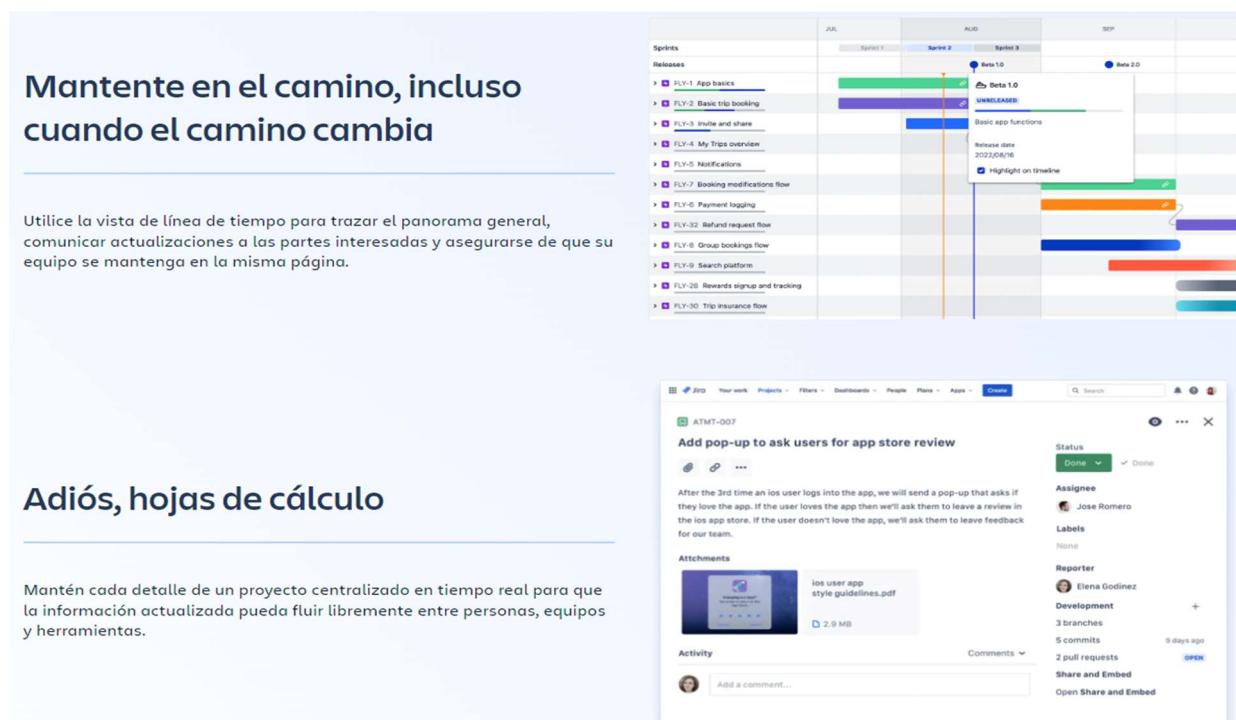 Mantente en el camino, incluso
cuando el camino cambia
Utilice la vista de línea de tiempo para trazar el panorama general,
comunicar actualizaciones a las partes interesadas y asegurarse de que su
equipo se mantenga en la misma página.
JUL AUG SEP
Sprints Sprint 1 Sprint 2 Sprint 3
Releases Beta 1.0 Beta 2.0
FLY-1 App basics
FLY-2 Basic trip booking
FLY-3 Invite and share
FLY-4 My Trips overview
FLY-5 Notifications
FLY-7 Booking modifications flow
FLY-6 Payment logging
FLY-32 Refund request flow
FLY-8 Group bookings flow
FLY-9 Search platform
FLY-28 Rewards signup and tracking
FLY-30 Trip insurance flow
Beta 1.0
UNRELEASED
Basic app functions
Release date
2022/08/16
Highlight on timeline
Adiós, hojas de cálculo
Mantén cada detalle de un proyecto centralizado en tiempo real para que
la información actualizada pueda fluir libremente entre personas, equipos
y herramientas.
Jira Your work Projects Filters Dashboards People Plans Apps Create Search
ATMT-007
Add pop-up to ask users for app store review
After the 3rd time an ios user logs into the app, we will send a pop-up that asks if
they love the app. If the user loves the app then we'll ask them to leave a review in
the ios app store. If the user doesn't love the app, we'll ask them to leave feedback
for our team.
Attchments
ios user app
style guidelines.pdf
2.9 MB
Activity Comments
Add a comment...
Status
Done Done
Assignee
Jose Romero
Labels
None
Reporter
Elena Godinez
Development +
3 branches
5 commits 9 days ago
2 pull requests OPEN
Share and Embed
Open Share and Embed